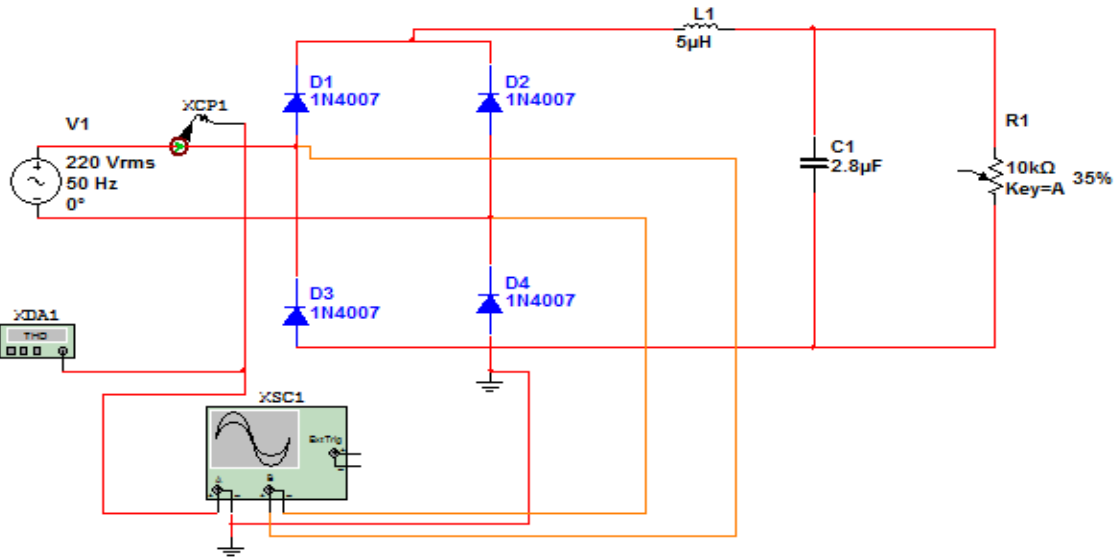 L1
5µH
D1
1N4007
D2
1N4007
XCP1
V1
220 Vrms
50 Hz
0°
R1
10kΩ
Key=A
35%
C1
2.8µF
D3
1N4007
D4
1N4007
XDA1
THD
XSC1
Ext Trig
+
-
A
B
+ - + -